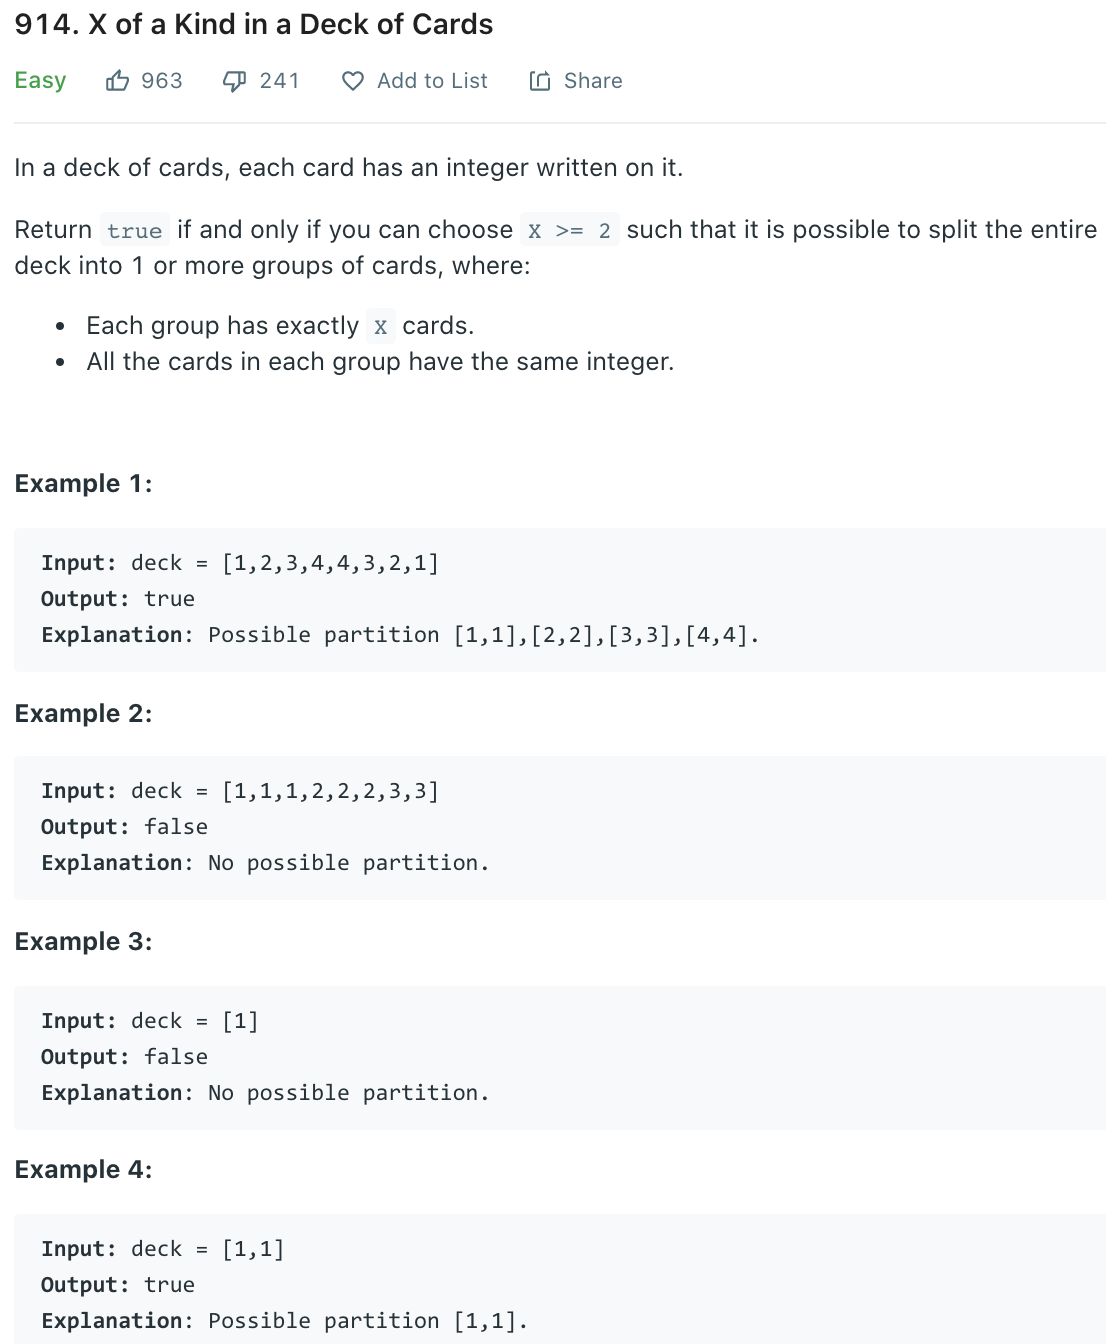 914. X of a Kind in a Deck of Cards
Easy 963 241 Add to List Share
In a deck of cards, each card has an integer written on it.
Return true if and only if you can choose X >= 2 such that it is possible to split the entire
deck into 1 or more groups of cards, where:
• Each group has exactly X cards.
• All the cards in each group have the same integer.
Example 1:
Input: deck = [1,2,3,4,4,3,2,1]
Output: true
Explanation: Possible partition [1,1],[2,2],[3,3],[4,4].
Example 2:
Input: deck = [1,1,1,2,2,2,3,3]
Output: false
Explanation: No possible partition.
Example 3:
Input: deck = [1]
Output: false
Explanation: No possible partition.
Example 4:
Input: deck = [1,1]
Output: true
Explanation: Possible partition [1,1].